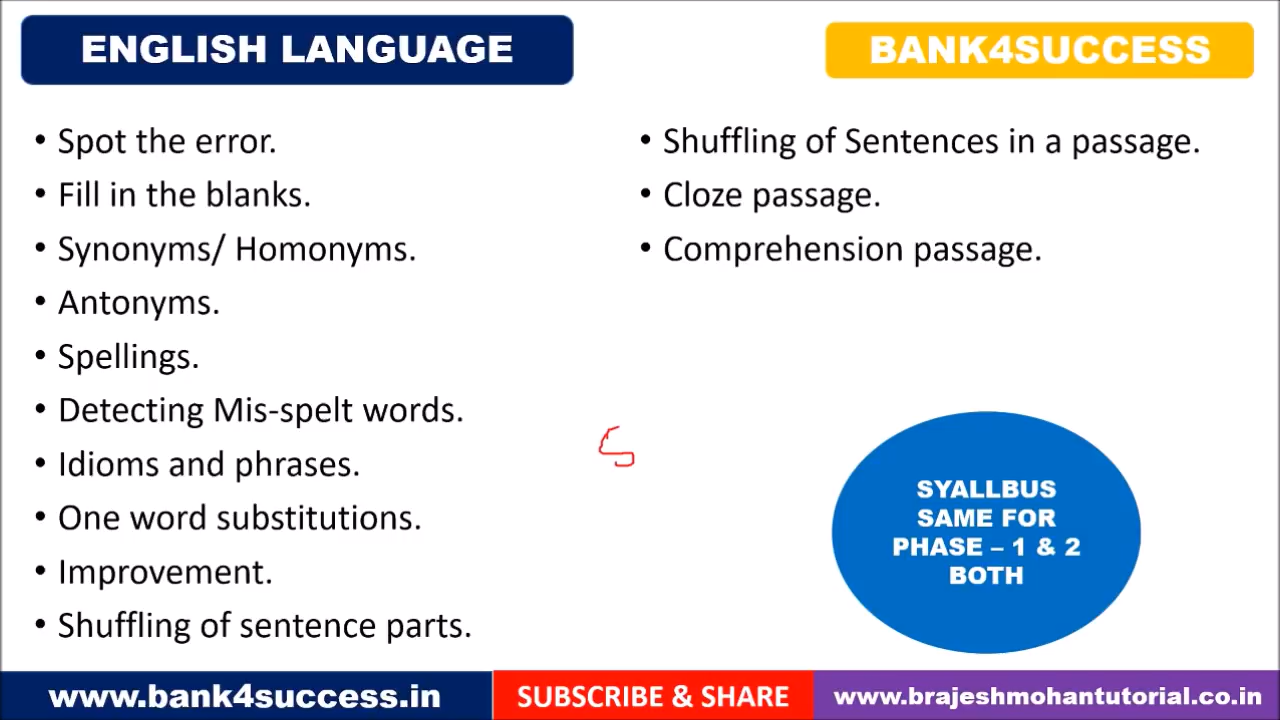 ENGLISH LANGUAGE
BANK4SUCCESS
• Spot the error.
• Fill in the blanks.
• Synonyms/ Homonyms.
• Antonyms.
• Spellings.
• Detecting Mis-spelt words.
• Idioms and phrases.
• One word substitutions.
• Improvement.
• Shuffling of sentence parts.
• Shuffling of Sentences in a passage.
• Cloze passage.
• Comprehension passage.
SYALLBUS
SAME FOR
PHASE – 1 & 2
BOTH
www.bank4success.in
SUBSCRIBE & SHARE
www.brajeshmohantutorial.co.in